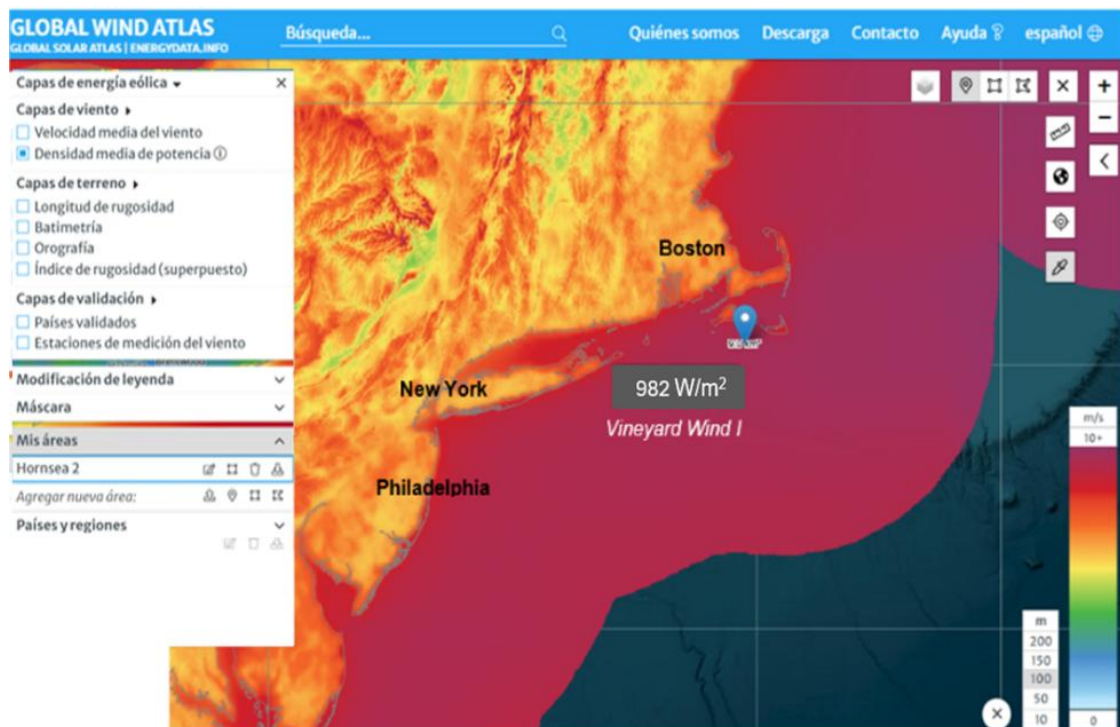 GLOBAL WIND ATLAS
GLOBAL SOLAR ATLAS | ENERGYDATA.INFO
Búsqueda...
Quiénes somos
Descarga
Contacto
Ayuda
español
Capas de energía eólica
Capas de viento
Velocidad media del viento
Densidad media de potencia
Capas de terreno
Longitud de rugosidad
Batimetría
Orografía
Índice de rugosidad (superpuesto)
Capas de validación
Países validados
Estaciones de medición del viento
Modificación de leyenda
Máscara
Mis áreas
Hornsea 2
Agregar nueva área:
Países y regiones
Boston
New York
982 W/m²
Vineyard Wind I
Philadelphia
m/s
10+
0
m
200
150
100
50
10